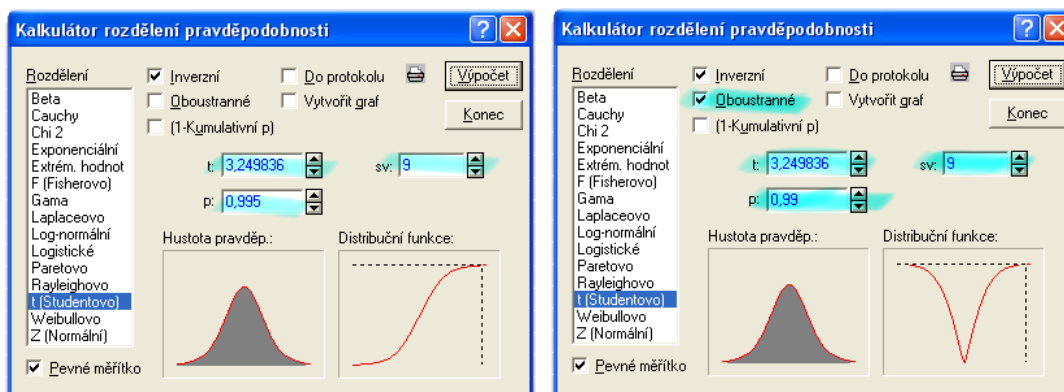 Kalkulátor rozdělení pravděpodobnosti
Rozdělení
Beta
Cauchy
Chi 2
Exponenciální
Extrém. hodnot
F (Fisherovo)
Gama
Laplaceovo
Log-normální
Logistické
Paretovo
Rayleighovo
t (Studentovo)
Weibullovo
Z (Normální)
Pevné měřítko
Inverzní
Oboustranné
(1-Kumulativní p)
Do protokolu
Vytvořit graf
Výpočet
Konec
t: 3,249836
sv: 9
p: 0,995
Hustota pravděp.:
Distribuční funkce:
Kalkulátor rozdělení pravděpodobnosti
Rozdělení
Beta
Cauchy
Chi 2
Exponenciální
Extrém. hodnot
F (Fisherovo)
Gama
Laplaceovo
Log-normální
Logistické
Paretovo
Rayleighovo
t (Studentovo)
Weibullovo
Z (Normální)
Pevné měřítko
Inverzní
Oboustranné
(1-Kumulativní p)
Do protokolu
Vytvořit graf
Výpočet
Konec
t: 3,249836
sv: 9
p: 0,99
Hustota pravděp.:
Distribuční funkce: